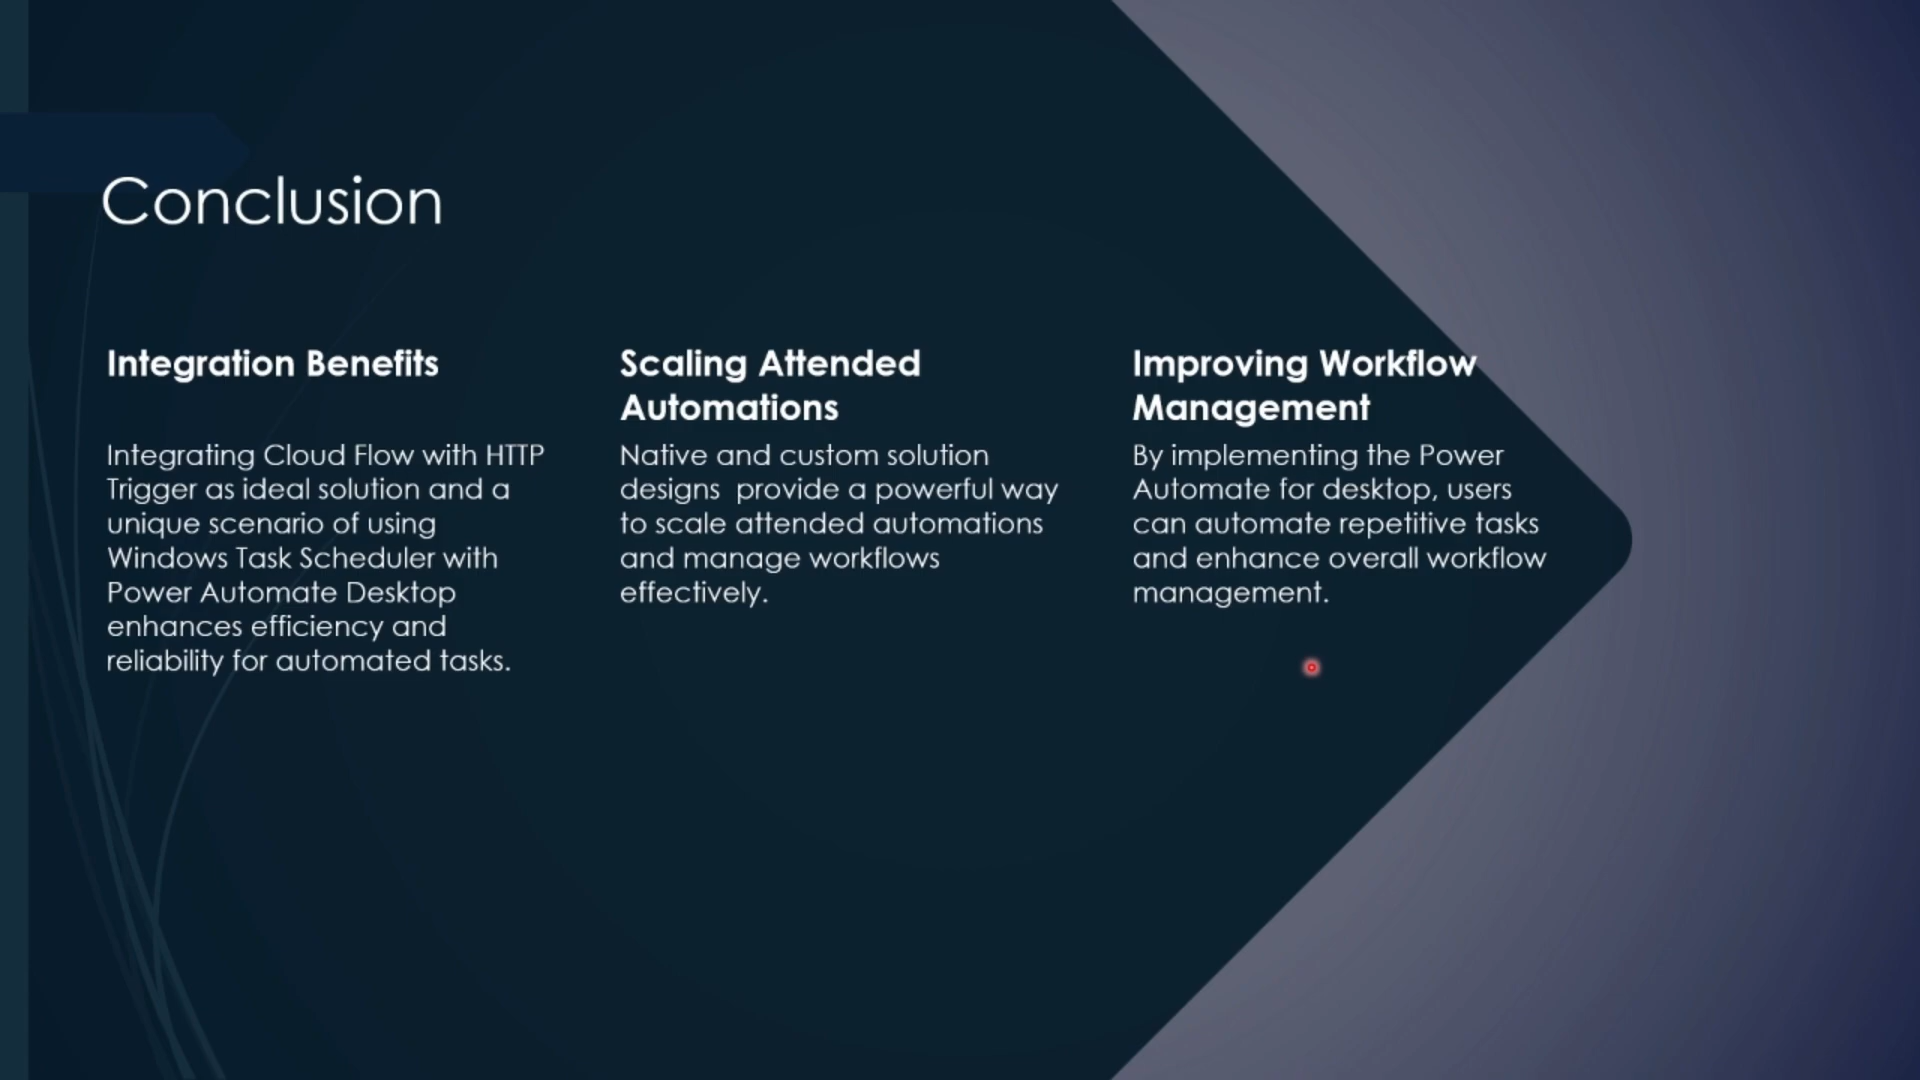 Conclusion
Integration Benefits
Integrating Cloud Flow with HTTP
Trigger as ideal solution and a
unique scenario of using
Windows Task Scheduler with
Power Automate Desktop
enhances efficiency and
reliability for automated tasks.
Scaling Attended
Automations
Native and custom solution
designs  provide a powerful way
to scale attended automations
and manage workflows
effectively.
Improving Workflow
Management
By implementing the Power
Automate for desktop, users
can automate repetitive tasks
and enhance overall workflow
management.